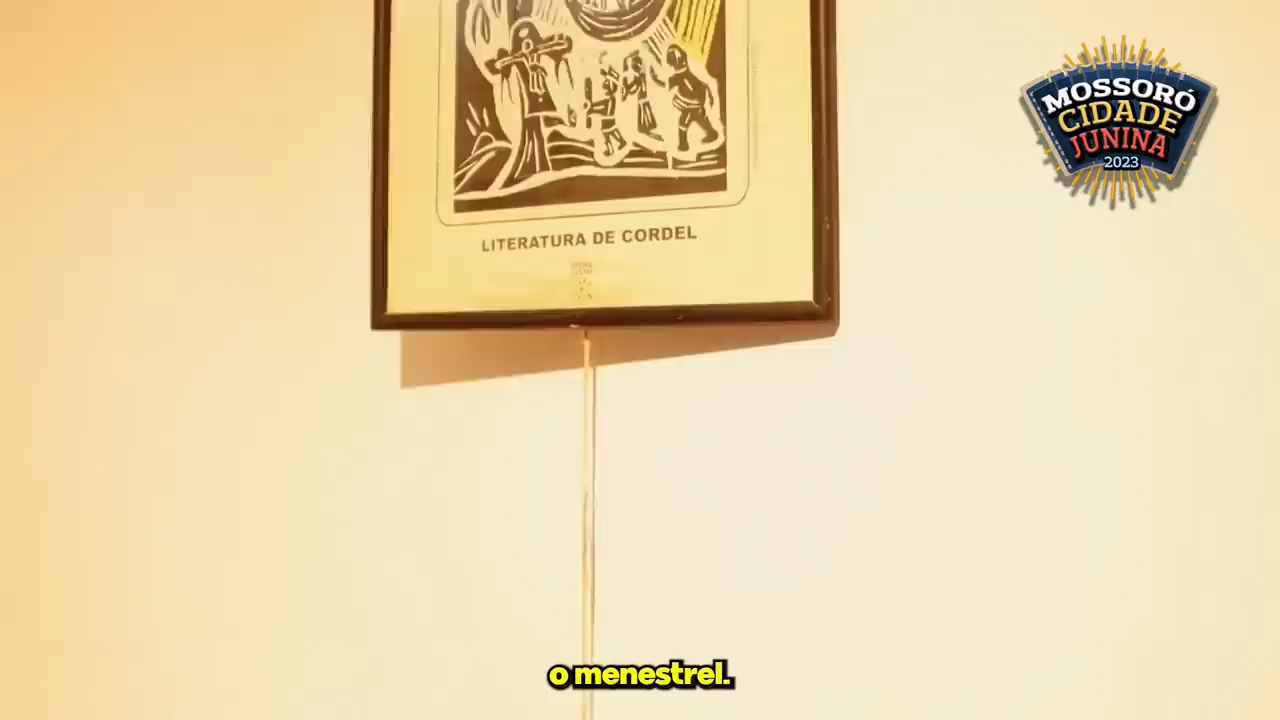 MOSSORÓ
CIDADE
JUNINA
2023
LITERATURA DE CORDEL
o menestrel.